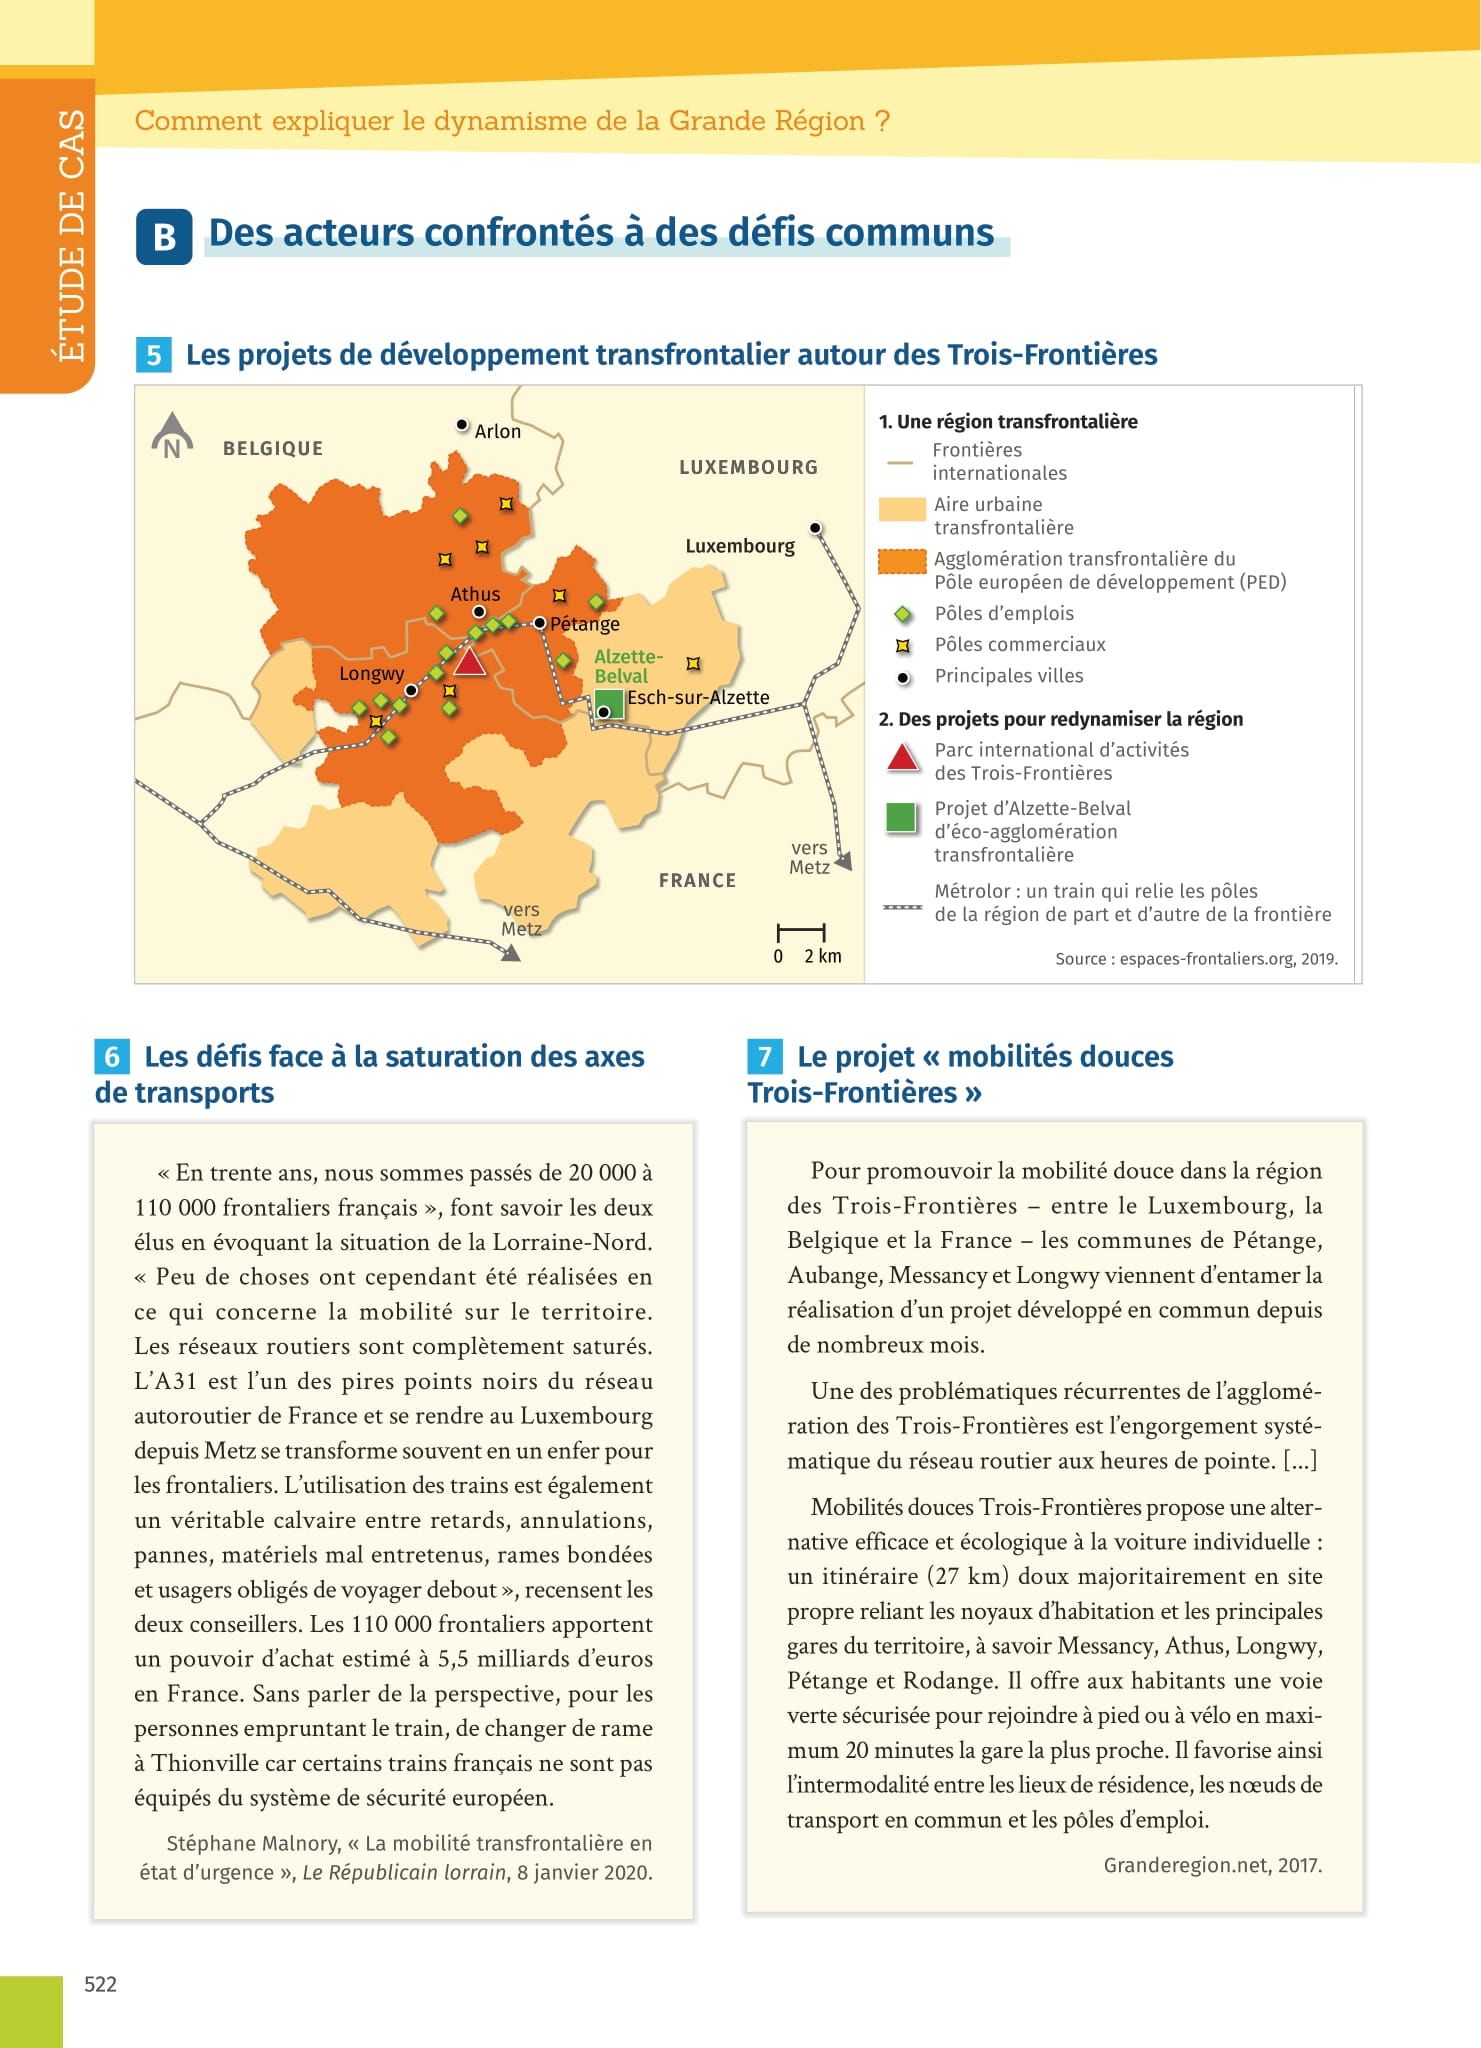 ÉTUDE DE CAS
Comment expliquer le dynamisme de la Grande Région ?
B Des acteurs confrontés à des défis communs
5 Les projets de développement transfrontalier autour des Trois-Frontières
N
BELGIQUE
Arlon
LUXEMBOURG
Luxembourg
Athus
Pétange
Longwy
Alzette-
Belval
Esch-sur-Alzette
FRANCE
vers
Metz
vers
Metz
0 2 km
1. Une région transfrontalière
Frontières
internationales
Aire urbaine
transfrontalière
Agglomération transfrontalière du
Pôle européen de développement (PED)
Pôles d'emplois
Pôles commerciaux
Principales villes
2. Des projets pour redynamiser la région
Parc international d'activités
des Trois-Frontières
Projet d'Alzette-Belval
d'éco-agglomération
transfrontalière
Métrolor : un train qui relie les pôles
de la région de part et d'autre de la frontière
Source : espaces-frontaliers.org, 2019.
6 Les défis face à la saturation des axes
de transports
« En trente ans, nous sommes passés de 20 000 à
110 000 frontaliers français », font savoir les deux
élus en évoquant la situation de la Lorraine-Nord.
« Peu de choses ont cependant été réalisées en
ce qui concerne la mobilité sur le territoire.
Les réseaux routiers sont complètement saturés.
L'A31 est l'un des pires points noirs du réseau
autoroutier de France et se rendre au Luxembourg
depuis Metz se transforme souvent en un enfer pour
les frontaliers. L'utilisation des trains est également
un véritable calvaire entre retards, annulations,
pannes, matériels mal entretenus, rames bondées
et usagers obligés de voyager debout », recensent les
deux conseillers. Les 110 000 frontaliers apportent
un pouvoir d'achat estimé à 5,5 milliards d'euros
en France. Sans parler de la perspective, pour les
personnes empruntant le train, de changer de rame
à Thionville car certains trains français ne sont pas
équipés du système de sécurité européen.
Stéphane Malnory, « La mobilité transfrontalière en
état d'urgence », Le Républicain lorrain, 8 janvier 2020.
7 Le projet « mobilités douces
Trois-Frontières »
Pour promouvoir la mobilité douce dans la région
des Trois-Frontières – entre le Luxembourg, la
Belgique et la France – les communes de Pétange,
Aubange, Messancy et Longwy viennent d'entamer la
réalisation d'un projet développé en commun depuis
de nombreux mois.
Une des problématiques récurrentes de l'agglomé-
ration des Trois-Frontières est l'engorgement systé-
matique du réseau routier aux heures de pointe. [...]
Mobilités douces Trois-Frontières propose une alter-
native efficace et écologique à la voiture individuelle :
un itinéraire (27 km) doux majoritairement en site
propre reliant les noyaux d'habitation et les principales
gares du territoire, à savoir Messancy, Athus, Longwy,
Pétange et Rodange. Il offre aux habitants une voie
verte sécurisée pour rejoindre à pied ou à vélo en maxi-
mum 20 minutes la gare la plus proche. Il favorise ainsi
l'intermodalité entre les lieux de résidence, les nœuds de
transport en commun et les pôles d'emploi.
Granderegion.net, 2017.
522